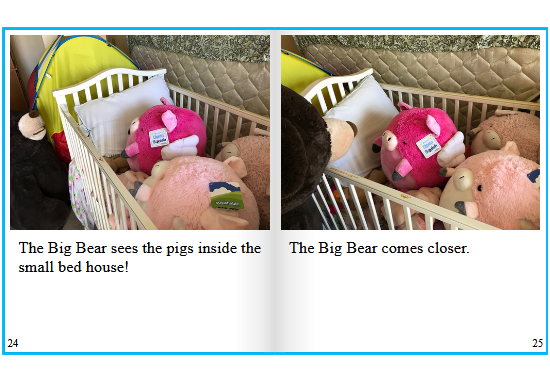 The Big Bear sees the pigs inside the
small bed house!
24
The Big Bear comes closer.
25